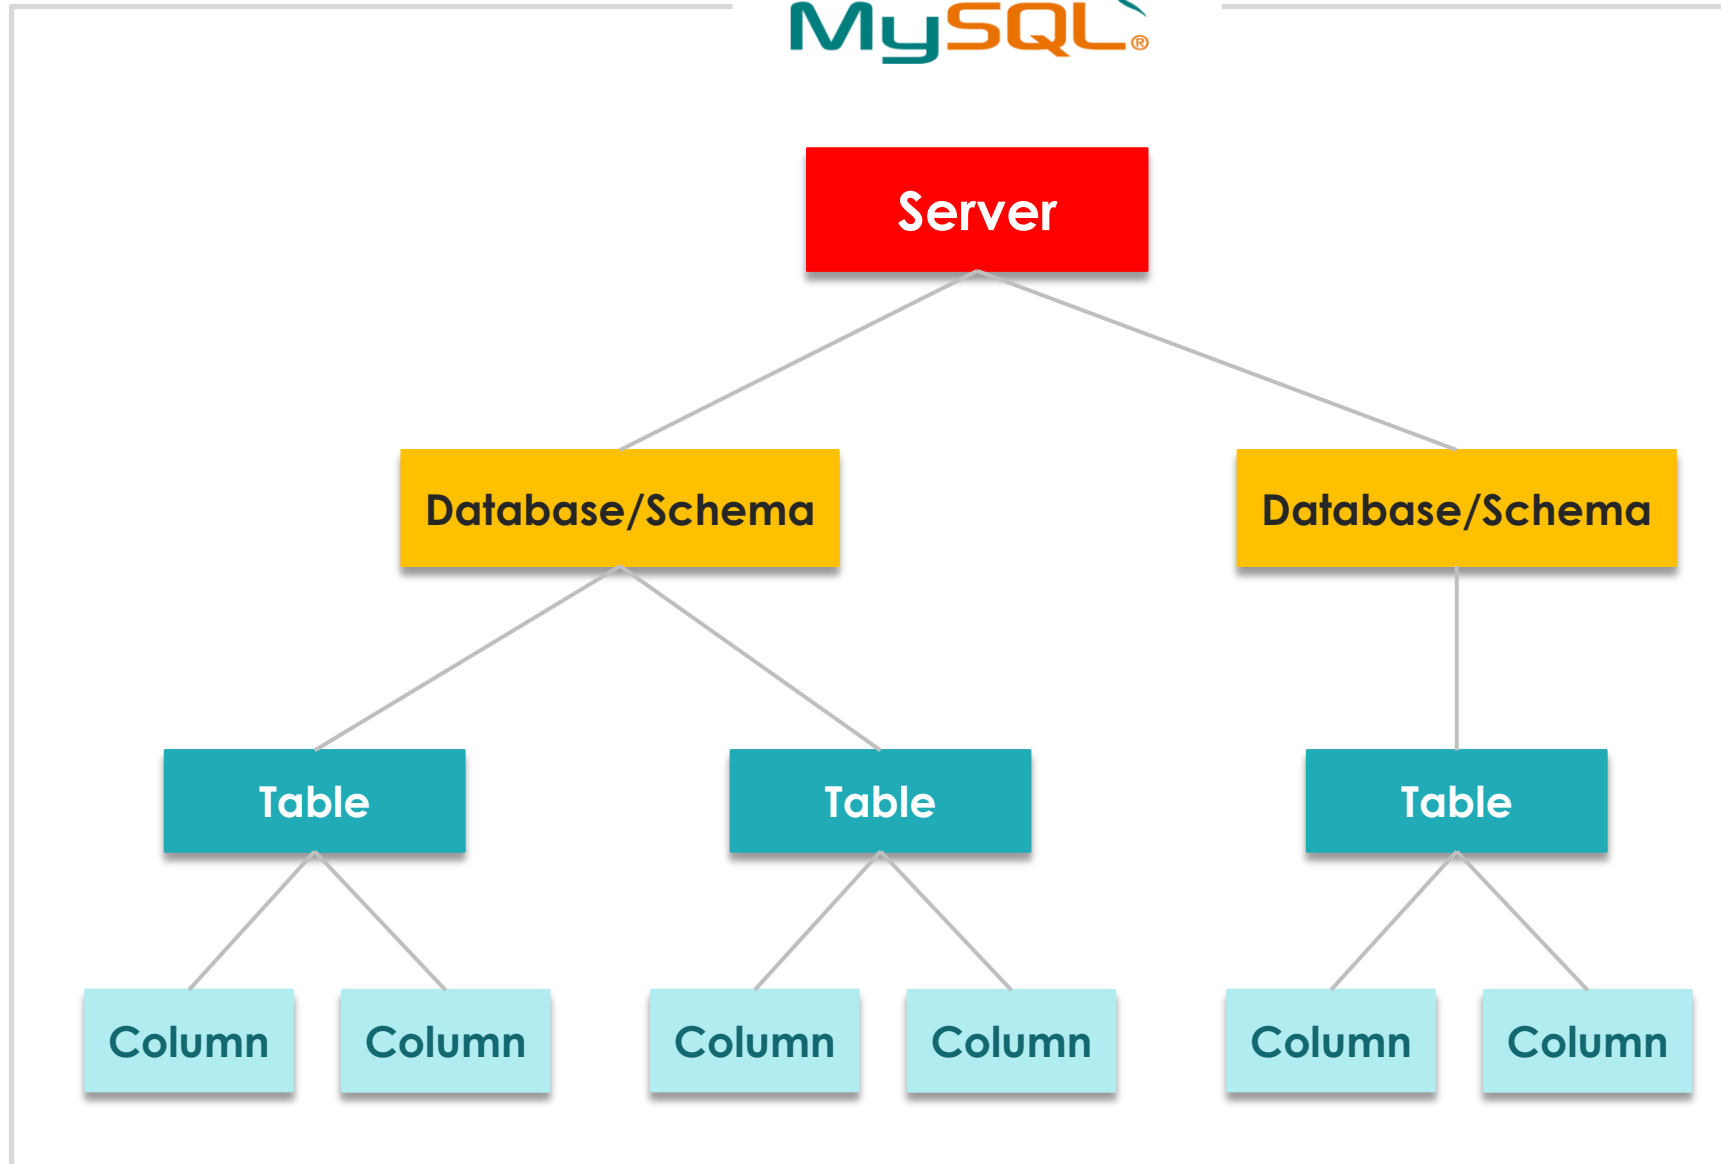 MySQL®
Server
Database/Schema Database/Schema
Table Table Table
Column Column Column Column Column Column